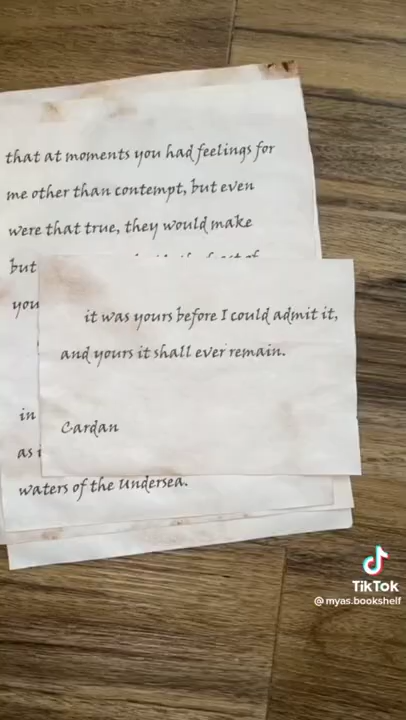 that at moments you had feelings for
me other than contempt, but even
were that true, they would make
but
you
it was yours before I could admit it,
and yours it shall ever remain.
in
Cardan
as i
waters of the Undersea.
TikTok
@myas.bookshelf